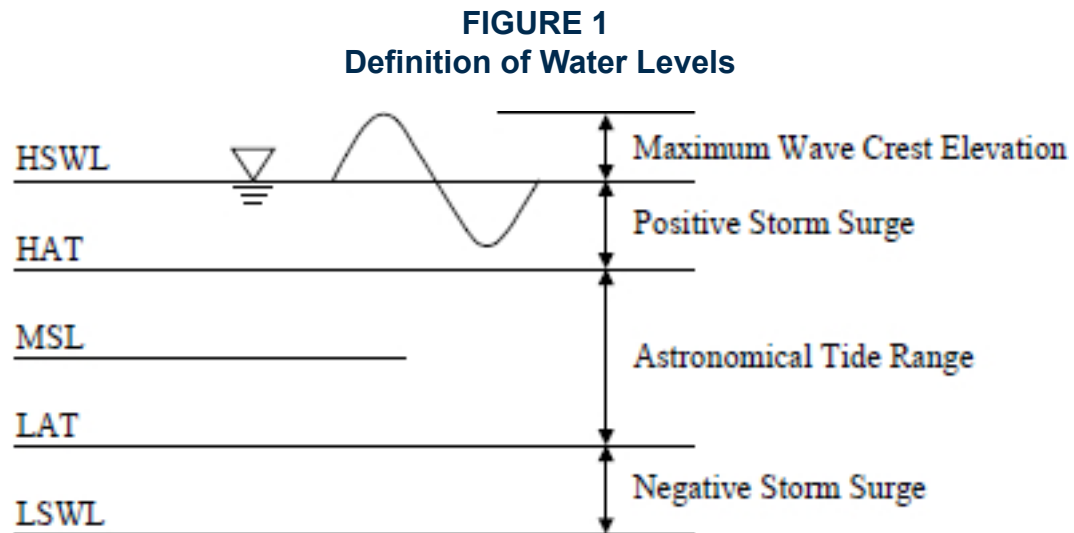 FIGURE 1
Definition of Water Levels
HSWL
Maximum Wave Crest Elevation
Positive Storm Surge
HAT
MSL
Astronomical Tide Range
LAT
Negative Storm Surge
LSWL